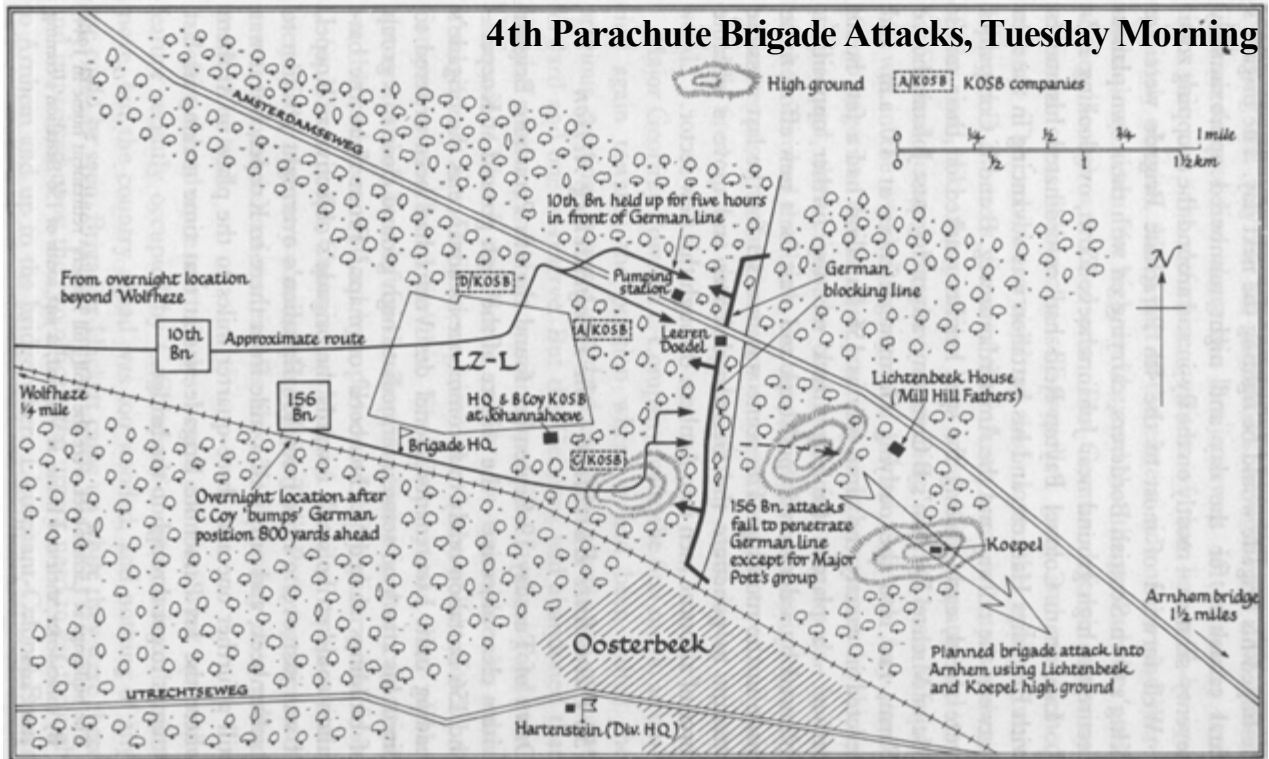 4th Parachute Brigade Attacks, Tuesday Morning
High ground
A/KOSB
KOSB companies
0 ¼ ½ ¾ 1 mile
0 ½ 1 1½ km
AMSTERDAMSEWEG
10th Bn held up for five hours
in front of German line
N
From overnight location
beyond Wolfheze
D/KOSB
Pumping
station
German
blocking line
10th
Bn
Approximate route
A/KOSB
Leeren
Doedel
LZ-L
Lichtenbeek House
(Mill Hill Fathers)
Wolfheze
¼ mile
156
Bn
HQ & B Coy KOSB
at Johannahoeve
Brigade HQ
C/KOSB
Overnight location after
C Coy 'bumps' German
position 800 yards ahead
156 Bn attacks
fail to penetrate
German line
except for Major
Pott's group
Koepel
Arnhem bridge
1½ miles
Oosterbeek
Planned brigade attack into
Arnhem using Lichtenbeek
and Koepel high ground
UTRECHTSEWEG
Hartenstein (Div. HQ)